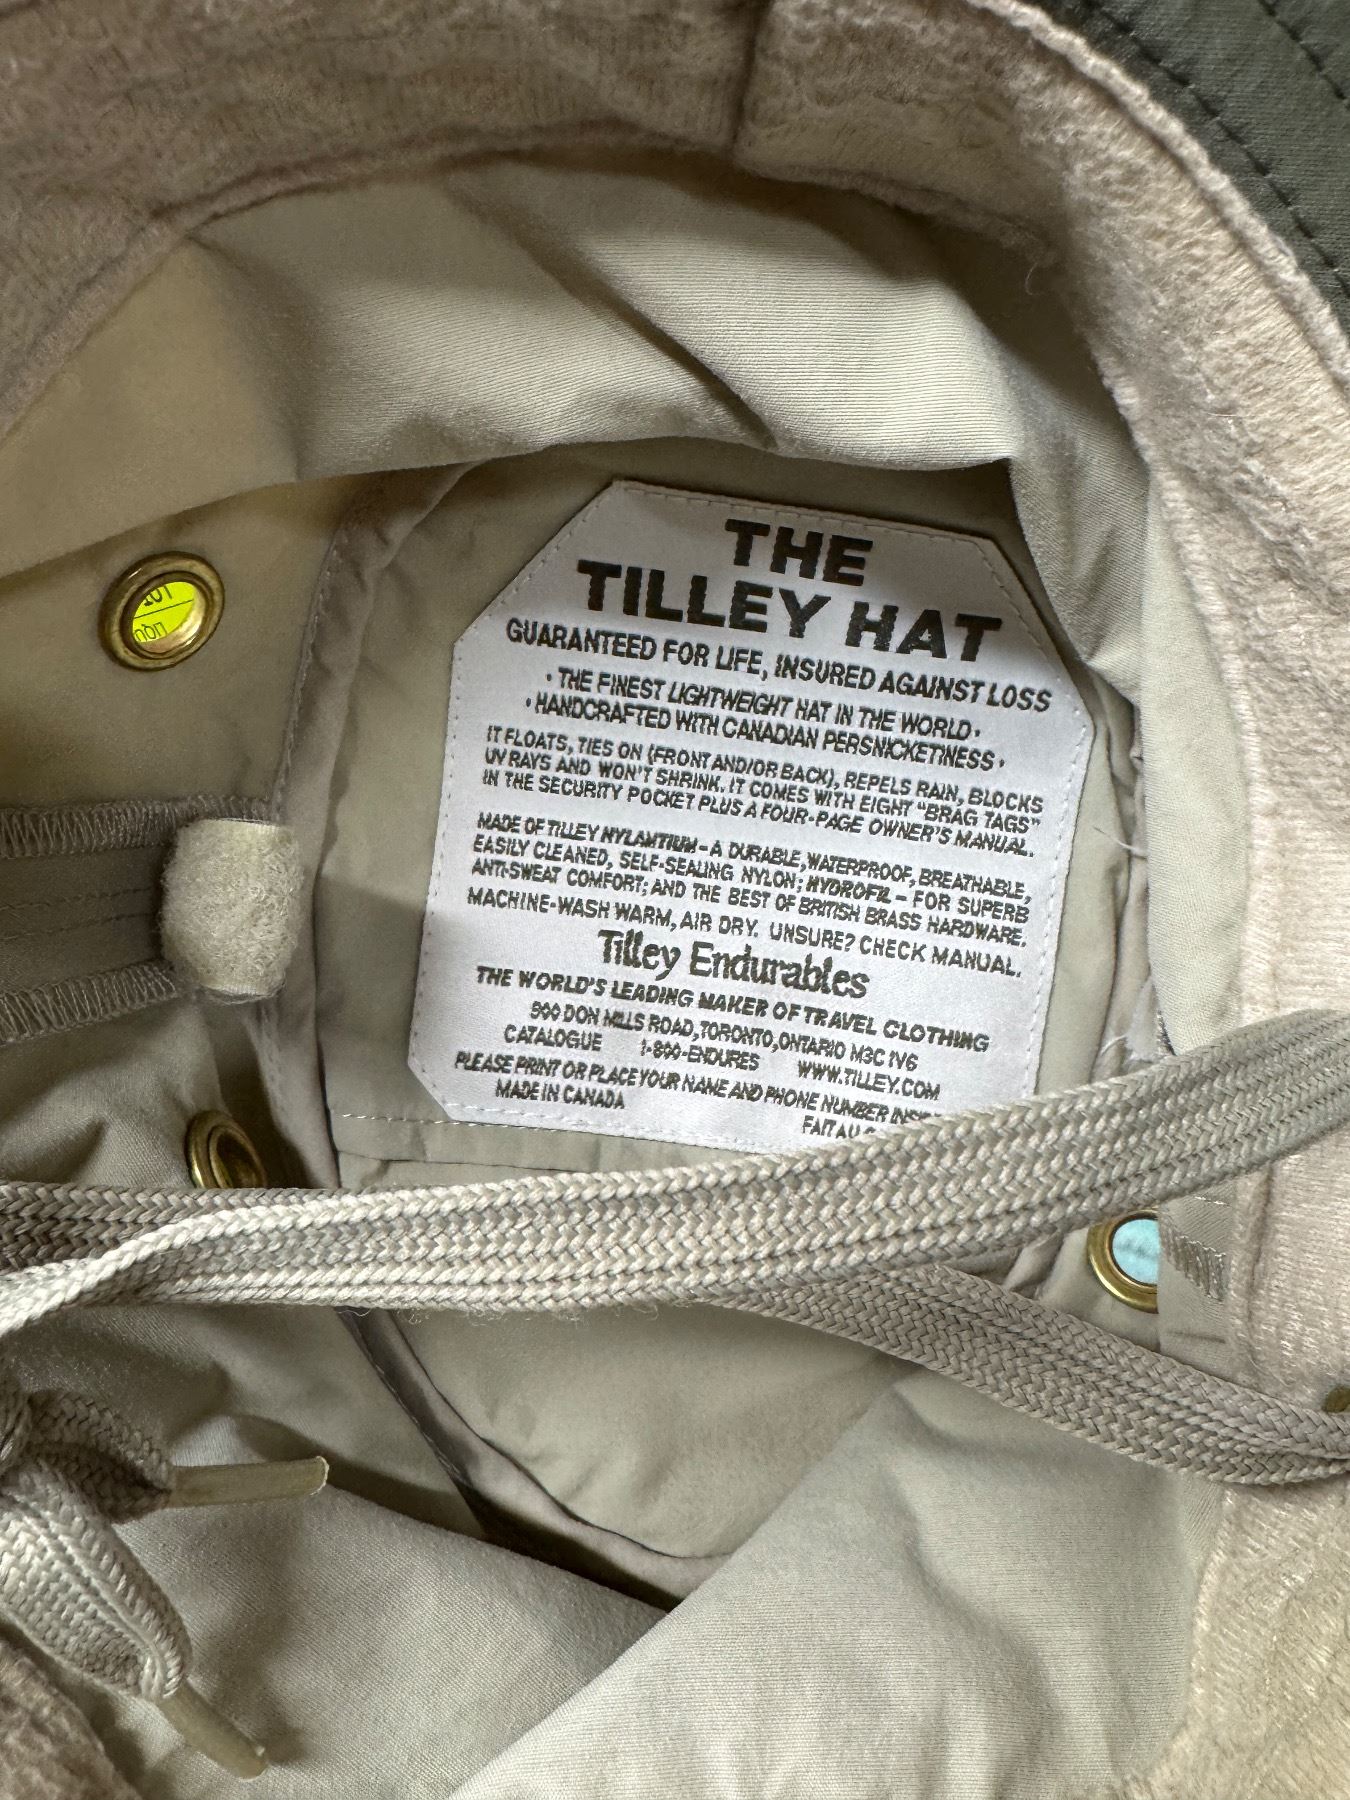 THE
TILLEY HAT
GUARANTEED FOR LIFE, INSURED AGAINST LOSS
• THE FINEST LIGHTWEIGHT HAT IN THE WORLD •
• HANDCRAFTED WITH CANADIAN PERSNICKETINESS •
IT FLOATS, TIES ON (FRONT AND/OR BACK), REPELS RAIN, BLOCKS
UV RAYS AND WON'T SHRINK. IT COMES WITH EIGHT "BRAG TAGS"
IN THE SECURITY POCKET PLUS A FOUR-PAGE OWNER'S MANUAL.
MADE OF TILLEY NYLANTIUM – A DURABLE, WATERPROOF, BREATHABLE,
EASILY CLEANED, SELF-SEALING NYLON; HYDROFIL – FOR SUPERB
ANTI-SWEAT COMFORT; AND THE BEST OF BRITISH BRASS HARDWARE.
MACHINE-WASH WARM, AIR DRY. UNSURE? CHECK MANUAL.
Tilley Endurables
THE WORLD'S LEADING MAKER OF TRAVEL CLOTHING
900 DON MILLS ROAD, TORONTO, ONTARIO M3C 1V6
CATALOGUE 1-800-ENDURES WWW.TILLEY.COM
PLEASE PRINT OR PLACE YOUR NAME AND PHONE NUMBER
MADE IN CANADA FAIT AU